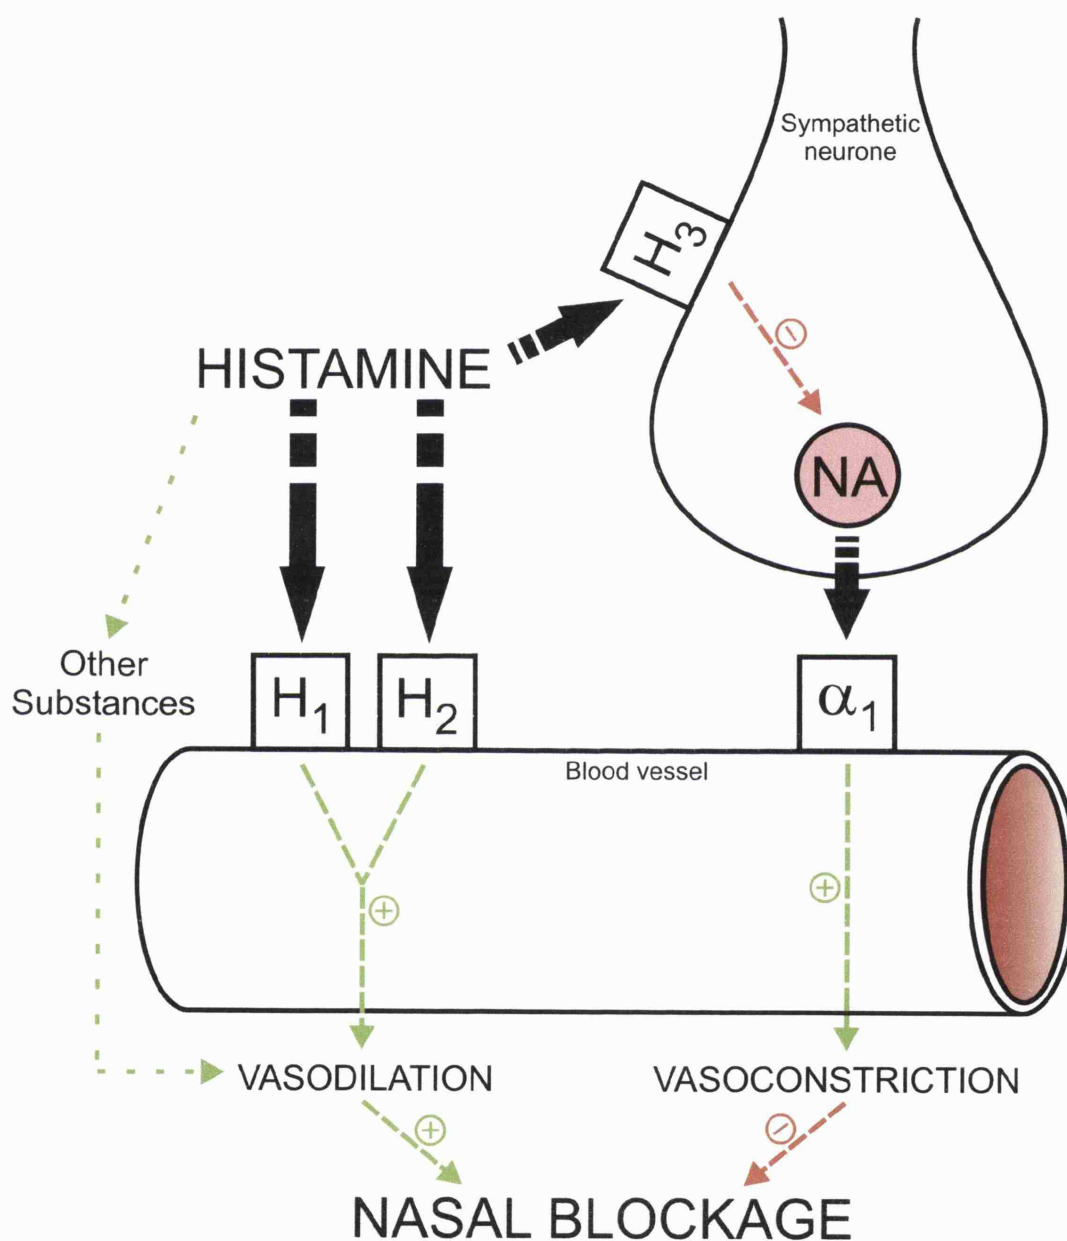 Sympathetic
neurone
H₃
HISTAMINE
⊖
NA
Other
Substances
H₁
H₂
α₁
Blood vessel
⊕
⊕
VASODILATION
VASOCONSTRICTION
⊕
⊖
NASAL BLOCKAGE